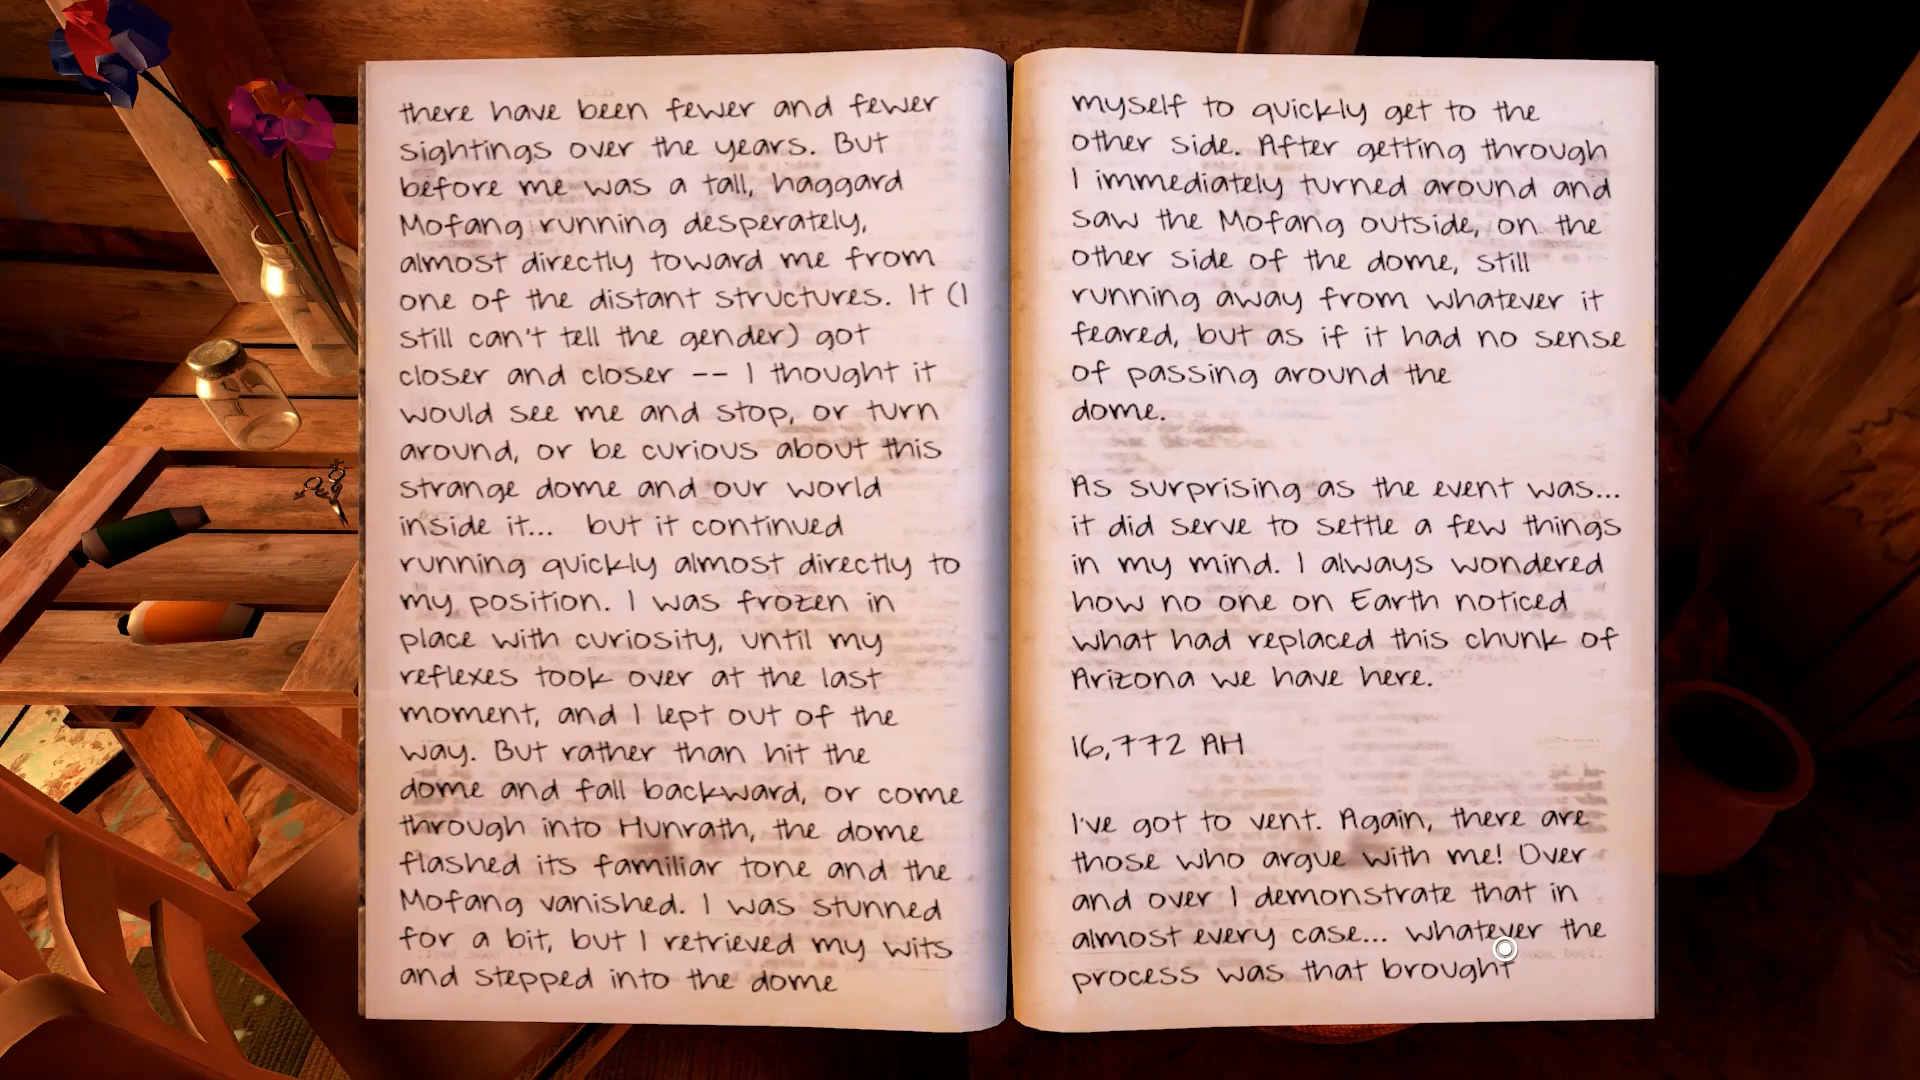 there have been fewer and fewer
sightings over the years. But
before me was a tall, haggard
Mofang running desperately,
almost directly toward me from
one of the distant structures. It (I
still can't tell the gender) got
closer and closer -- I thought it
would see me and stop, or turn
around, or be curious about this
strange dome and our world
inside it... but it continued
running quickly almost directly to
my position. I was frozen in
place with curiosity, until my
reflexes took over at the last
moment, and I lept out of the
way. But rather than hit the
dome and fall backward, or come
through into Hunrath, the dome
flashed its familiar tone and the
Mofang vanished. I was stunned
for a bit, but I retrieved my wits
and stepped into the dome
myself to quickly get to the
other side. After getting through
I immediately turned around and
saw the Mofang outside, on the
other side of the dome, still
running away from whatever it
feared, but as if it had no sense
of passing around the
dome.
As surprising as the event was...
it did serve to settle a few things
in my mind. I always wondered
how no one on Earth noticed
what had replaced this chunk of
Arizona we have here.
16,772 AH
I've got to vent. Again, there are
those who argue with me! Over
and over I demonstrate that in
almost every case... whatever the
process was that brought